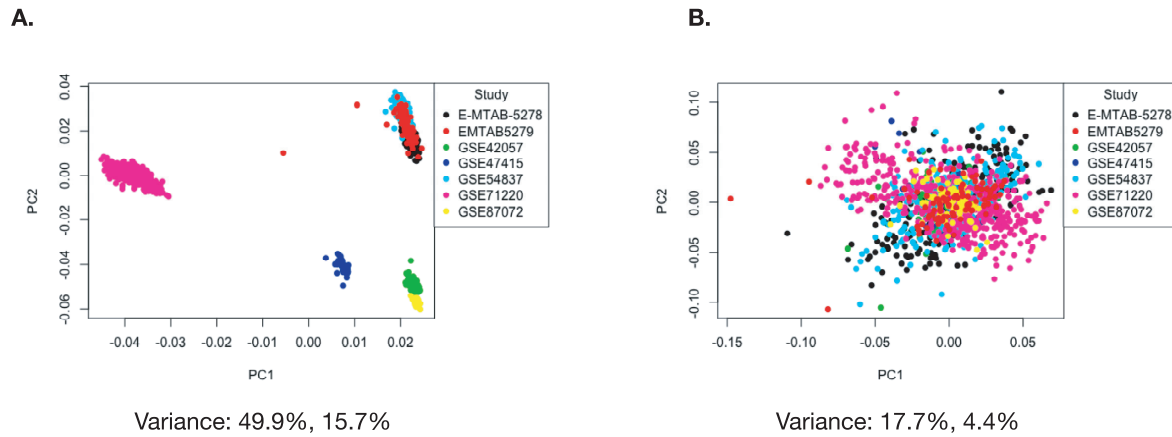 A.
PC2
0.04
0.02
0.00
-0.02
-0.04
-0.06
-0.04
-0.03
-0.02
-0.01
0.00
0.01
0.02
PC1
Study
E-MTAB-5278
EMTAB5279
GSE42057
GSE47415
GSE54837
GSE71220
GSE87072
Variance: 49.9%, 15.7%
B.
PC2
0.10
0.05
0.00
-0.05
-0.10
-0.15
-0.10
-0.05
0.00
0.05
PC1
Study
E-MTAB-5278
EMTAB5279
GSE42057
GSE47415
GSE54837
GSE71220
GSE87072
Variance: 17.7%, 4.4%